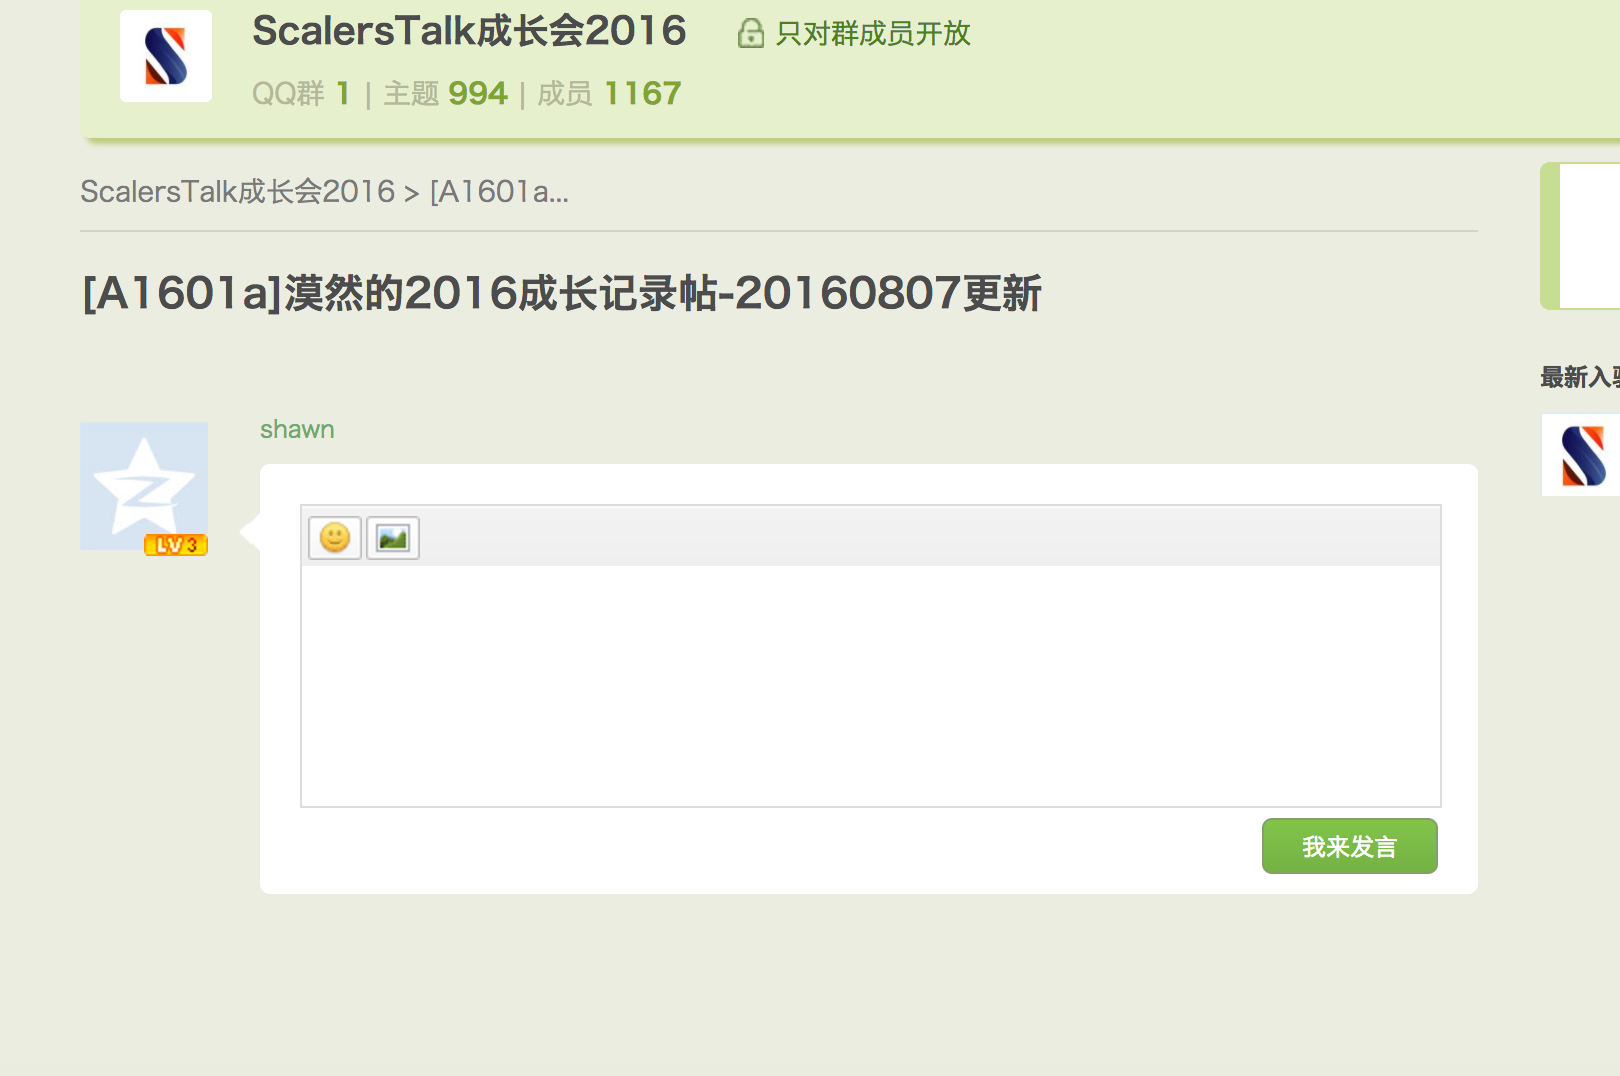 ScalersTalk成长会2016 只对群成员开放
QQ群 1 | 主题 994 | 成员 1167
ScalersTalk成长会2016 > [A1601a...
[A1601a]漠然的2016成长记录帖-20160807更新
最新入
shawn
LV3
我来发言